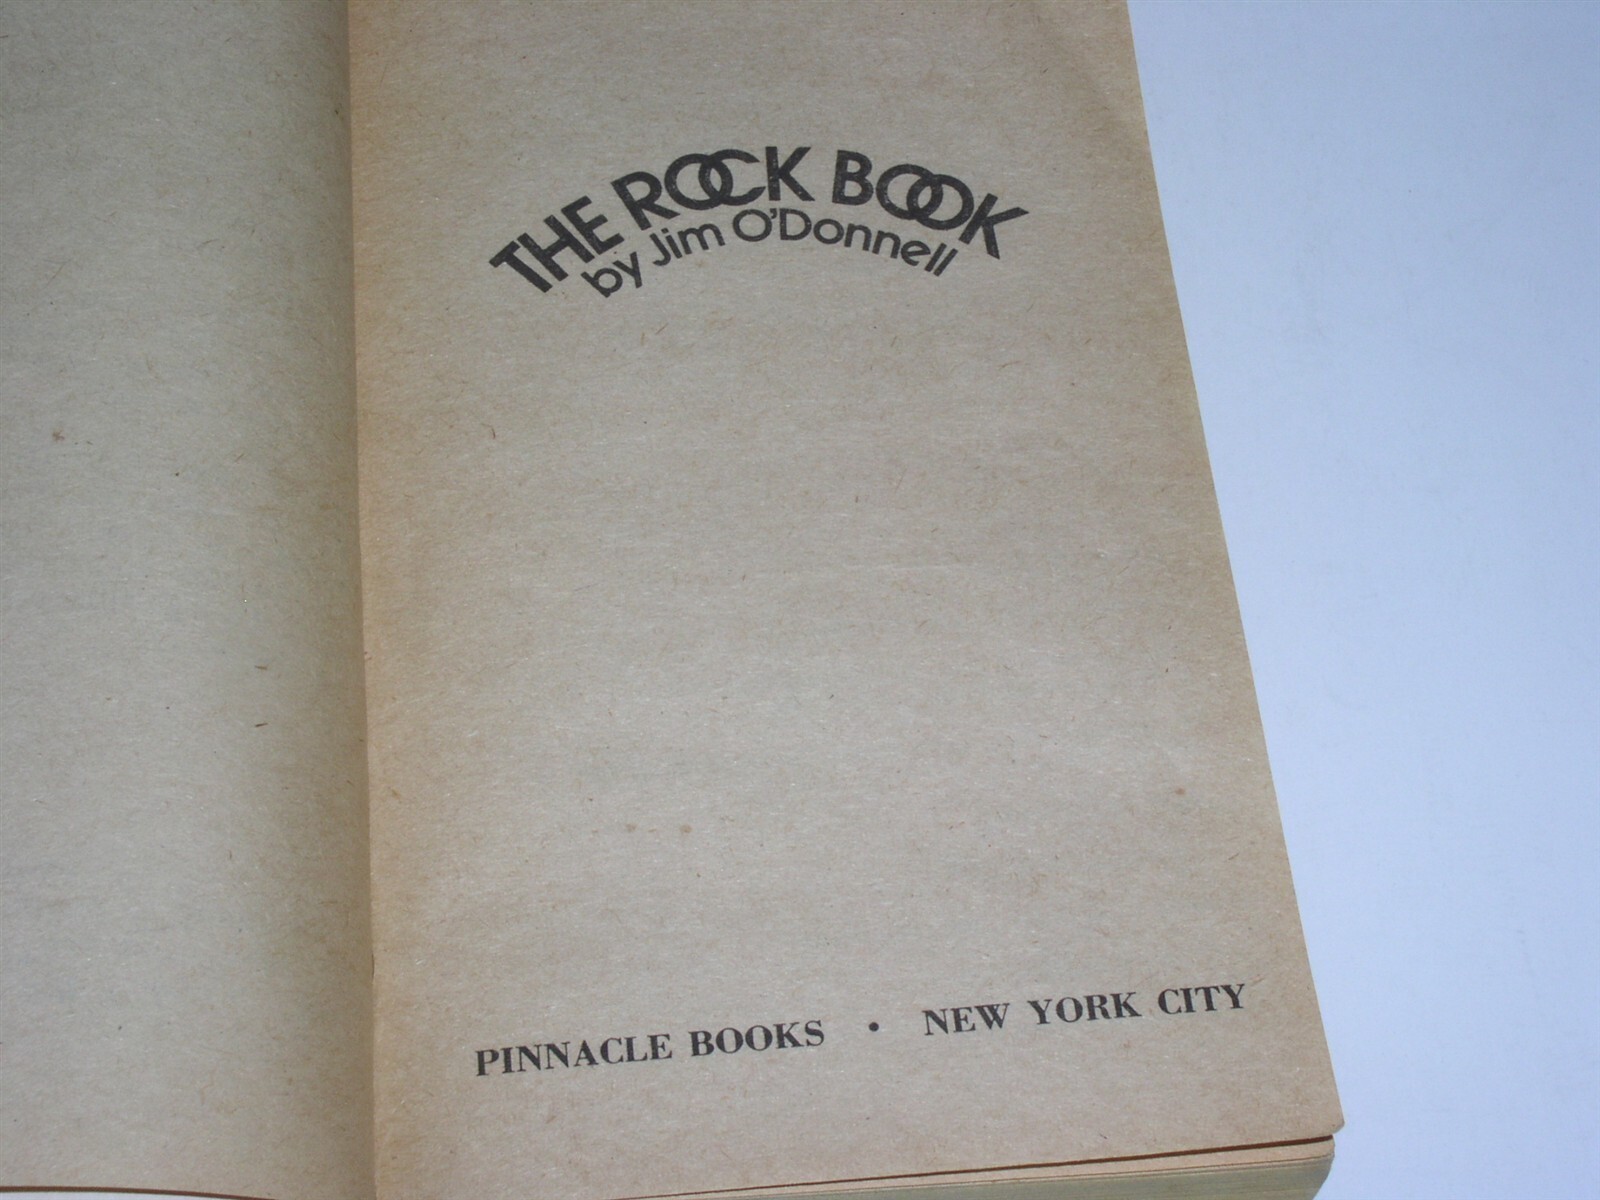 THE ROCK BOOK
by Jim O'Donnell
PINNACLE BOOKS • NEW YORK CITY